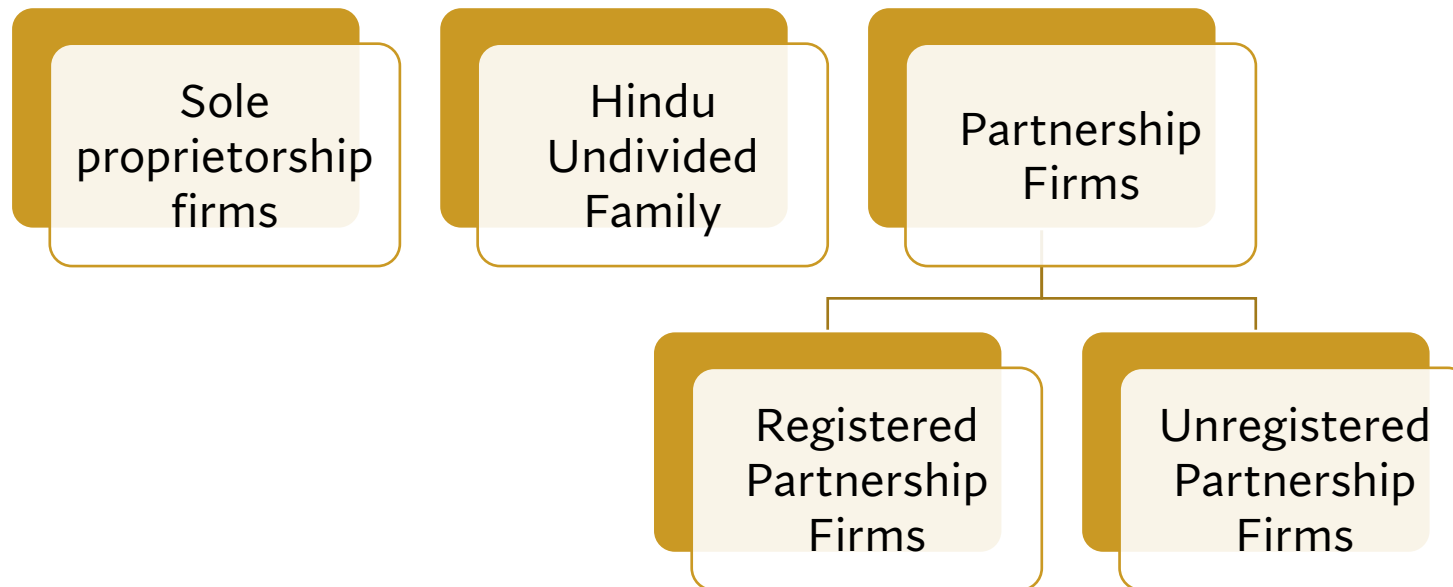 Sole
proprietorship
firms
Hindu
Undivided
Family
Partnership
Firms
Registered
Partnership
Firms
Unregistered
Partnership
Firms